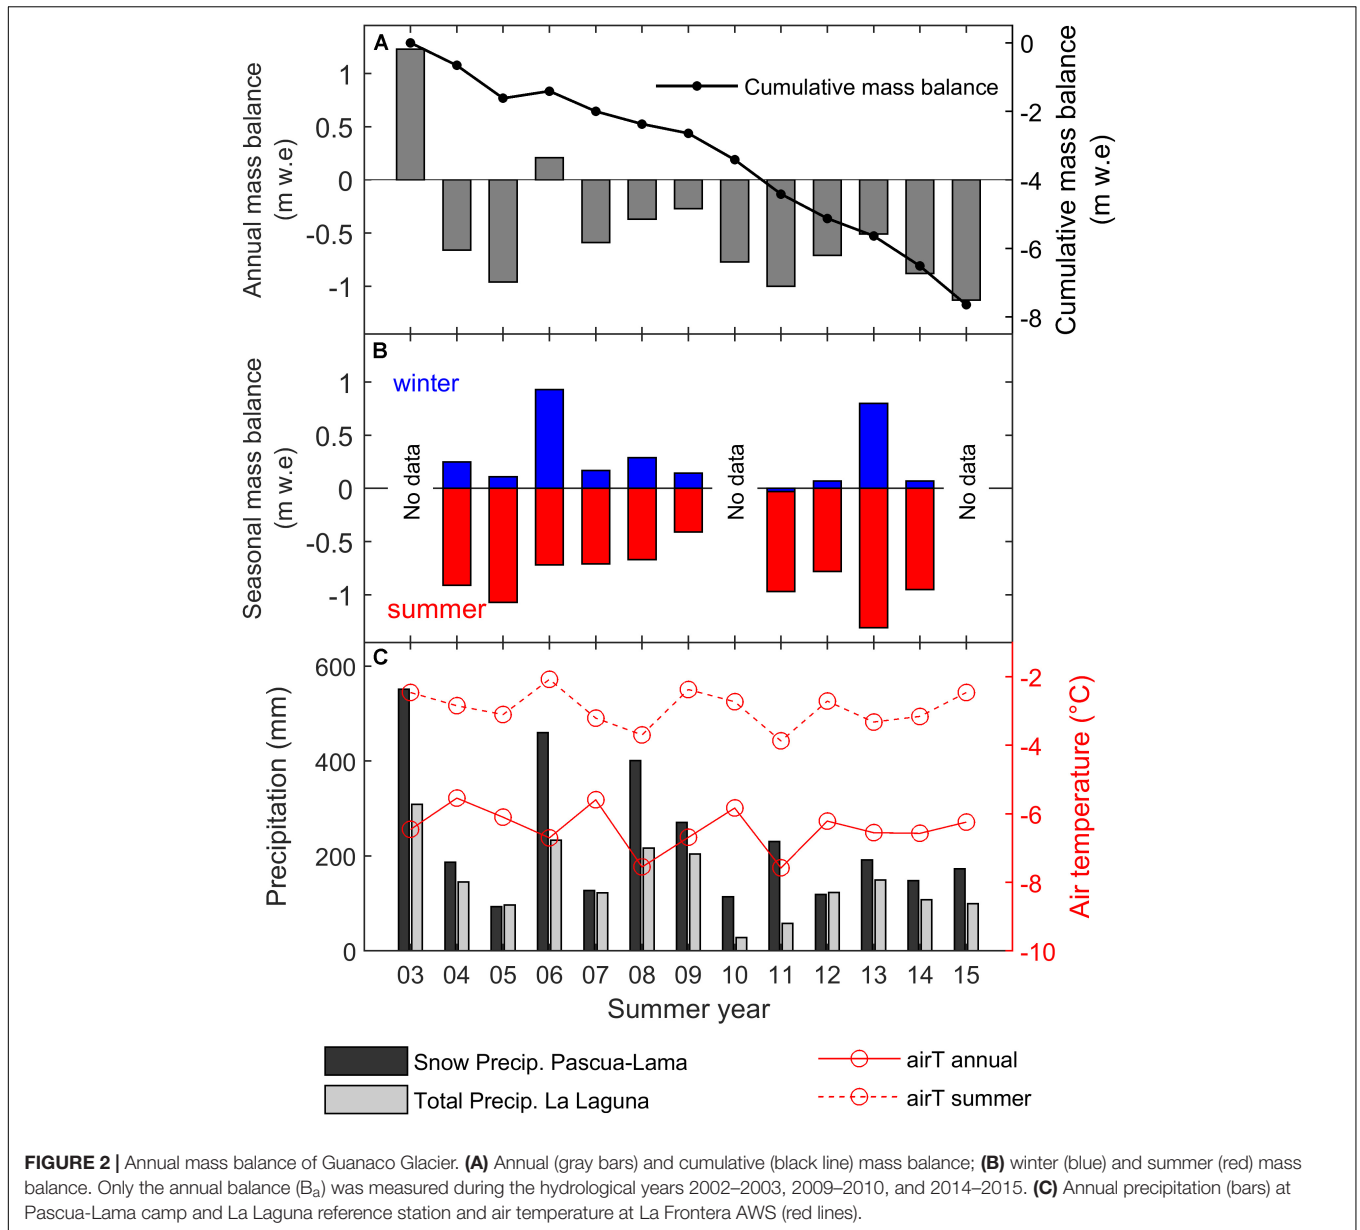 A
Annual mass balance
(m w.e)
1
0.5
0
-0.5
-1
Cumulative mass balance
0
-2
-4
-6
-8
Cumulative mass balance
(m w.e)
B
Seasonal mass balance
(m w.e)
1
0.5
0
-0.5
-1
winter
summer
No data
No data
No data
C
Precipitation (mm)
600
400
200
0
-2
-4
-6
-8
-10
Air temperature (°C)
03 04 05 06 07 08 09 10 11 12 13 14 15
Summer year
Snow Precip. Pascua-Lama
Total Precip. La Laguna
airT annual
airT summer
FIGURE 2 | Annual mass balance of Guanaco Glacier. (A) Annual (gray bars) and cumulative (black line) mass balance; (B) winter (blue) and summer (red) mass
balance. Only the annual balance (Ba) was measured during the hydrological years 2002–2003, 2009–2010, and 2014–2015. (C) Annual precipitation (bars) at
Pascua-Lama camp and La Laguna reference station and air temperature at La Frontera AWS (red lines).